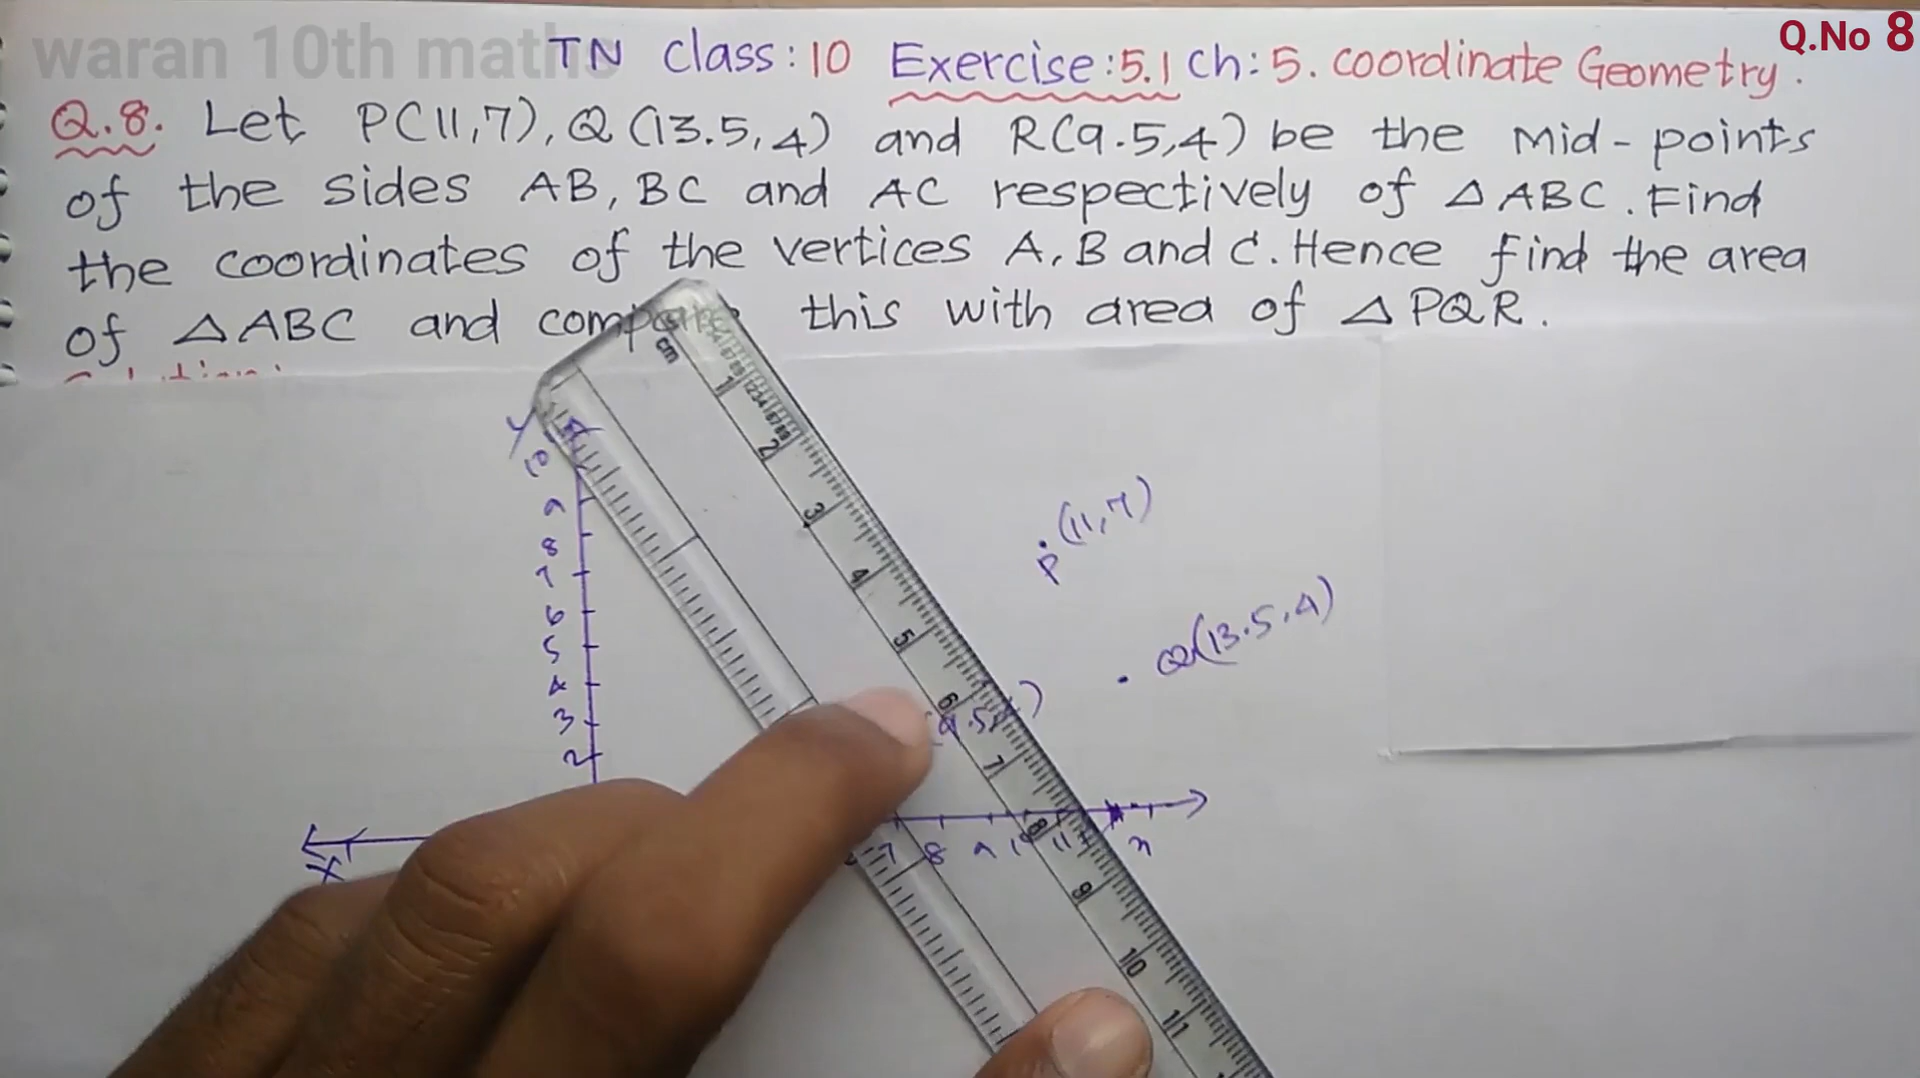 waran 10th maths
Q.No 8
TN Class:10 Exercise:5.1 Ch:5. Coordinate Geometry.
Q.8. Let P(11,7), Q(13.5,4) and R(9.5,4) be the Mid-points
of the sides AB, BC and AC respectively of △ABC. Find
the coordinates of the vertices A, B and C. Hence find the area
of △ABC and compare this with area of △PQR.
cm
1
2
3
4
5
6
7
8
9
10
11
Y
10
9
8
7
6
5
4
3
2
P(11,7)
Q(13.5,4)
7 8 9